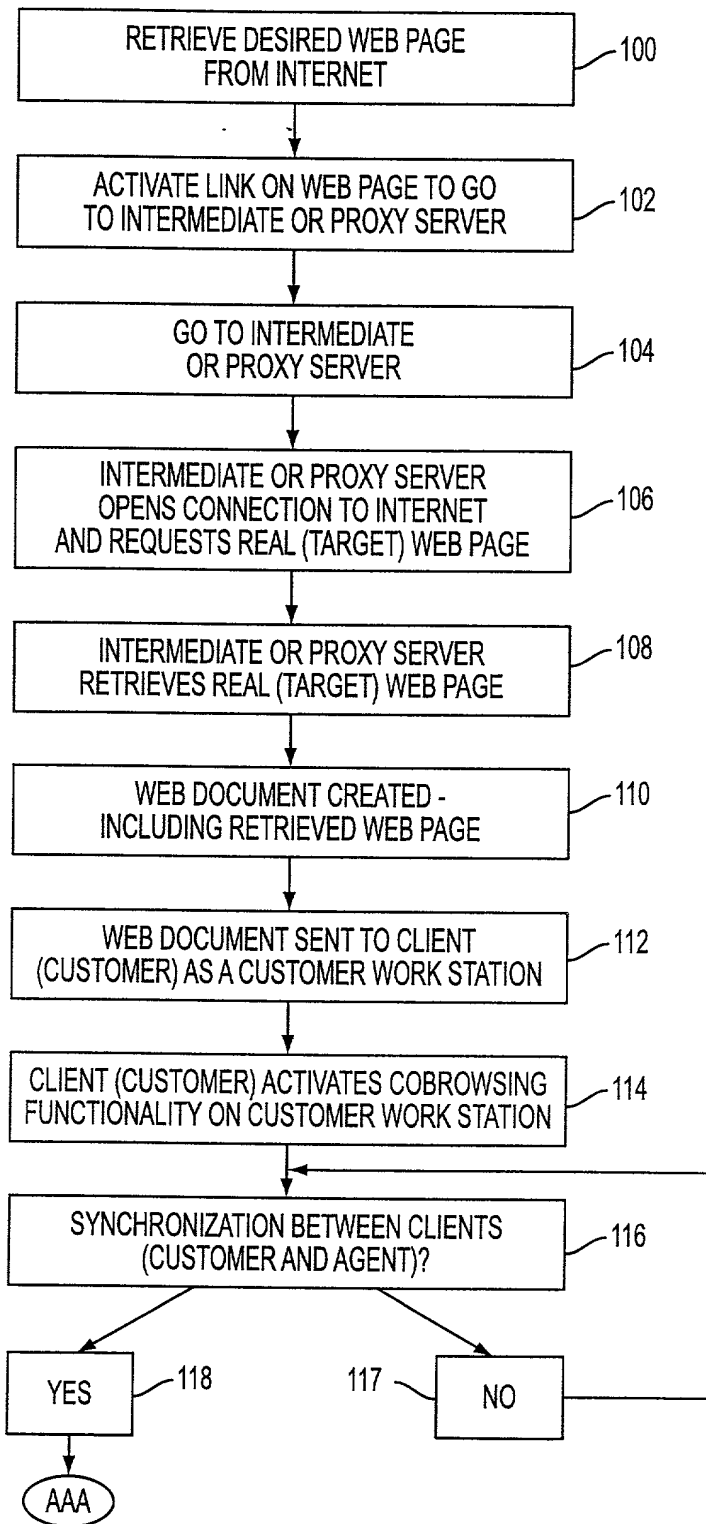 RETRIEVE DESIRED WEB PAGE
FROM INTERNET
100
ACTIVATE LINK ON WEB PAGE TO GO
TO INTERMEDIATE OR PROXY SERVER
102
GO TO INTERMEDIATE
OR PROXY SERVER
104
INTERMEDIATE OR PROXY SERVER
OPENS CONNECTION TO INTERNET
AND REQUESTS REAL (TARGET) WEB PAGE
106
INTERMEDIATE OR PROXY SERVER
RETRIEVES REAL (TARGET) WEB PAGE
108
WEB DOCUMENT CREATED -
INCLUDING RETRIEVED WEB PAGE
110
WEB DOCUMENT SENT TO CLIENT
(CUSTOMER) AS A CUSTOMER WORK STATION
112
CLIENT (CUSTOMER) ACTIVATES COBROWSING
FUNCTIONALITY ON CUSTOMER WORK STATION
114
SYNCHRONIZATION BETWEEN CLIENTS
(CUSTOMER AND AGENT)?
116
YES
118
117
NO
AAA